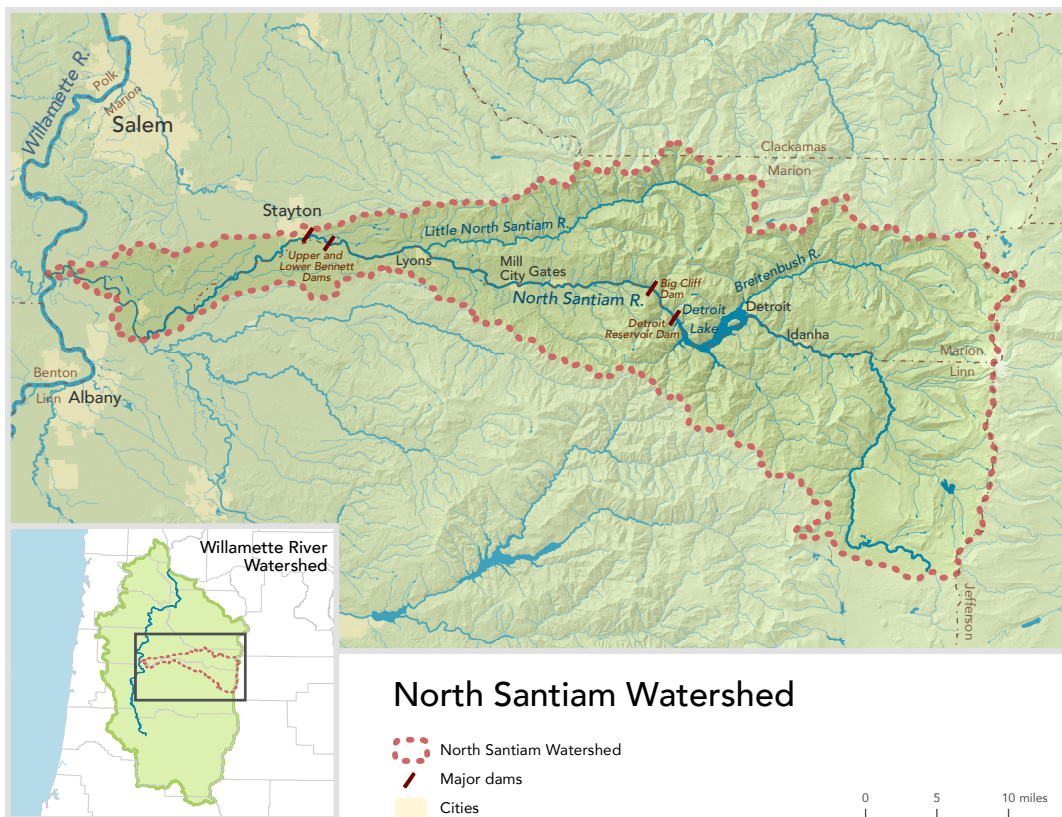 Willamette R.
Polk
Marion
Salem
Clackamas
Marion
Stayton
Little North Santiam R.
Upper and
Lower Bennett
Dams
Lyons
Mill
City
Gates
Breitenbush R.
Big Cliff
Dam
North Santiam R.
Detroit
Lake
Detroit
Detroit
Reservoir Dam
Idanha
Marion
Linn
Benton
Linn
Albany
Jefferson
Willamette River
Watershed
North Santiam Watershed
North Santiam Watershed
Major dams
Cities
0 5 10 miles